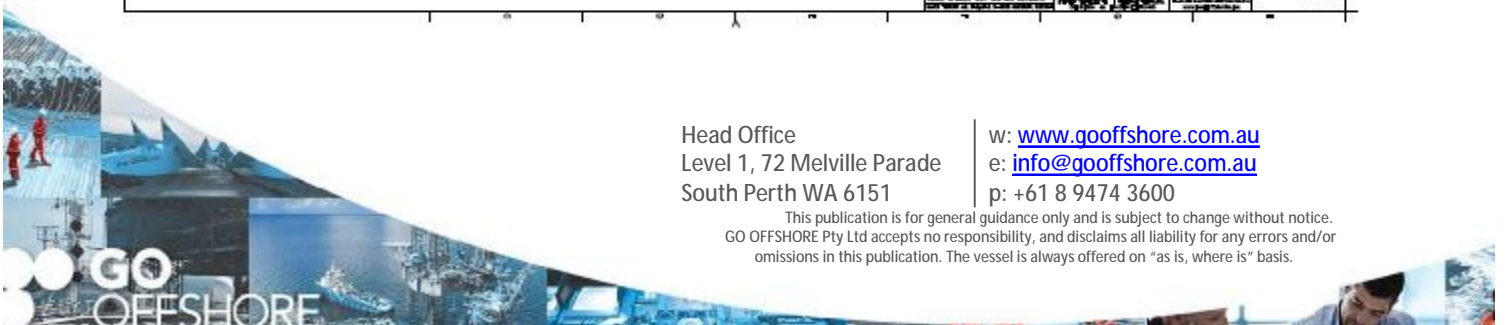 Head Office
Level 1, 72 Melville Parade
South Perth WA 6151
w: www.gooffshore.com.au
e: info@gooffshore.com.au
p: +61 8 9474 3600
This publication is for general guidance only and is subject to change without notice.
GO OFFSHORE Pty Ltd accepts no responsibility, and disclaims all liability for any errors and/or
omissions in this publication. The vessel is always offered on “as is, where is” basis.
GO
OFFSHORE